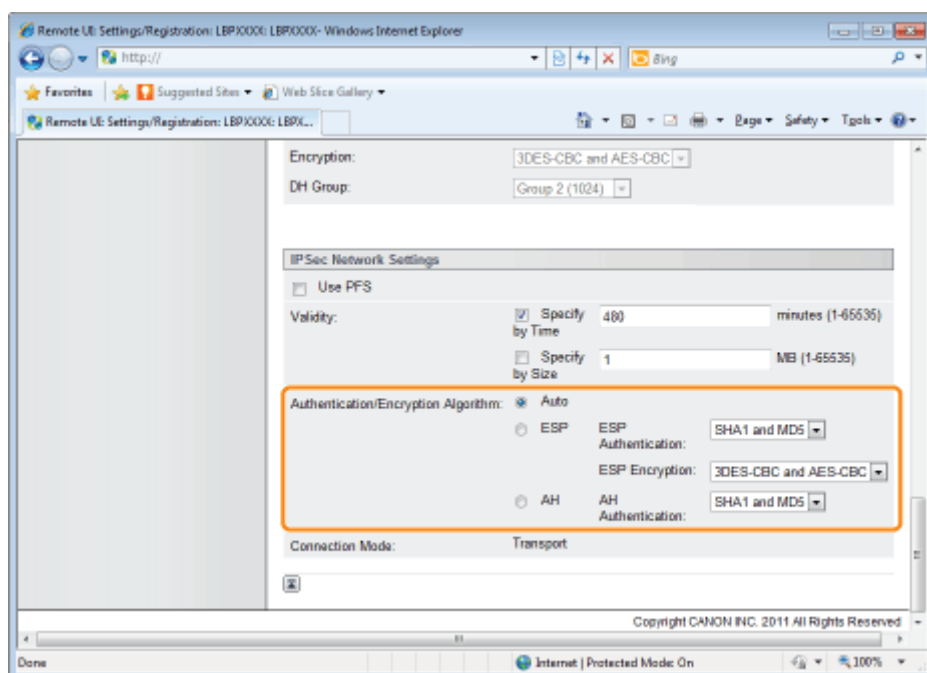 Remote UI: Settings/Registration: LBPXXXX: LBPXXXX- Windows Internet Explorer
http://
Bing
Favorites
Suggested Sites
Web Slice Gallery
Remote UI: Settings/Registration: LBPXXXX: LBPX...
Page
Safety
Tools
Encryption:
3DES-CBC and AES-CBC
DH Group:
Group 2 (1024)
IPSec Network Settings
Use PFS
Validity:
Specify by Time
480
minutes (1-65535)
Specify by Size
1
MB (1-65535)
Authentication/Encryption Algorithm:
Auto
ESP
ESP Authentication:
SHA1 and MD5
ESP Encryption:
3DES-CBC and AES-CBC
AH
AH Authentication:
SHA1 and MD5
Connection Mode:
Transport
Copyright CANON INC. 2011 All Rights Reserved
Done
Internet | Protected Mode: On
100%